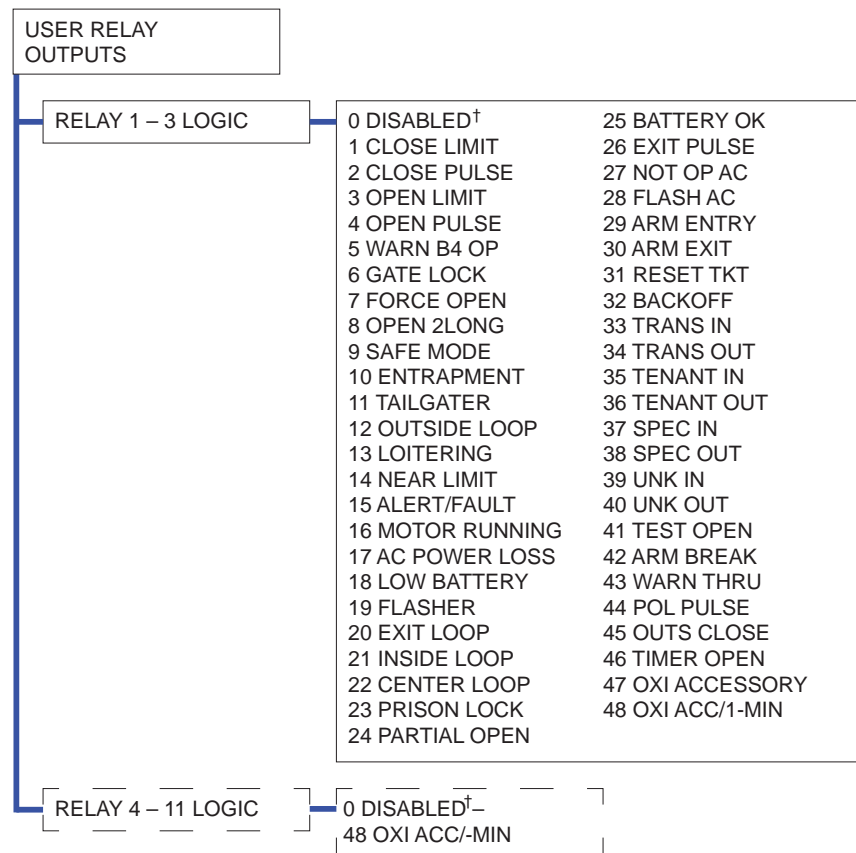 USER RELAY
OUTPUTS
RELAY 1 – 3 LOGIC
0 DISABLED†
1 CLOSE LIMIT
2 CLOSE PULSE
3 OPEN LIMIT
4 OPEN PULSE
5 WARN B4 OP
6 GATE LOCK
7 FORCE OPEN
8 OPEN 2LONG
9 SAFE MODE
10 ENTRAPMENT
11 TAILGATER
12 OUTSIDE LOOP
13 LOITERING
14 NEAR LIMIT
15 ALERT/FAULT
16 MOTOR RUNNING
17 AC POWER LOSS
18 LOW BATTERY
19 FLASHER
20 EXIT LOOP
21 INSIDE LOOP
22 CENTER LOOP
23 PRISON LOCK
24 PARTIAL OPEN
25 BATTERY OK
26 EXIT PULSE
27 NOT OP AC
28 FLASH AC
29 ARM ENTRY
30 ARM EXIT
31 RESET TKT
32 BACKOFF
33 TRANS IN
34 TRANS OUT
35 TENANT IN
36 TENANT OUT
37 SPEC IN
38 SPEC OUT
39 UNK IN
40 UNK OUT
41 TEST OPEN
42 ARM BREAK
43 WARN THRU
44 POL PULSE
45 OUTS CLOSE
46 TIMER OPEN
47 OXI ACCESSORY
48 OXI ACC/1-MIN
RELAY 4 – 11 LOGIC
0 DISABLED†–
48 OXI ACC/-MIN